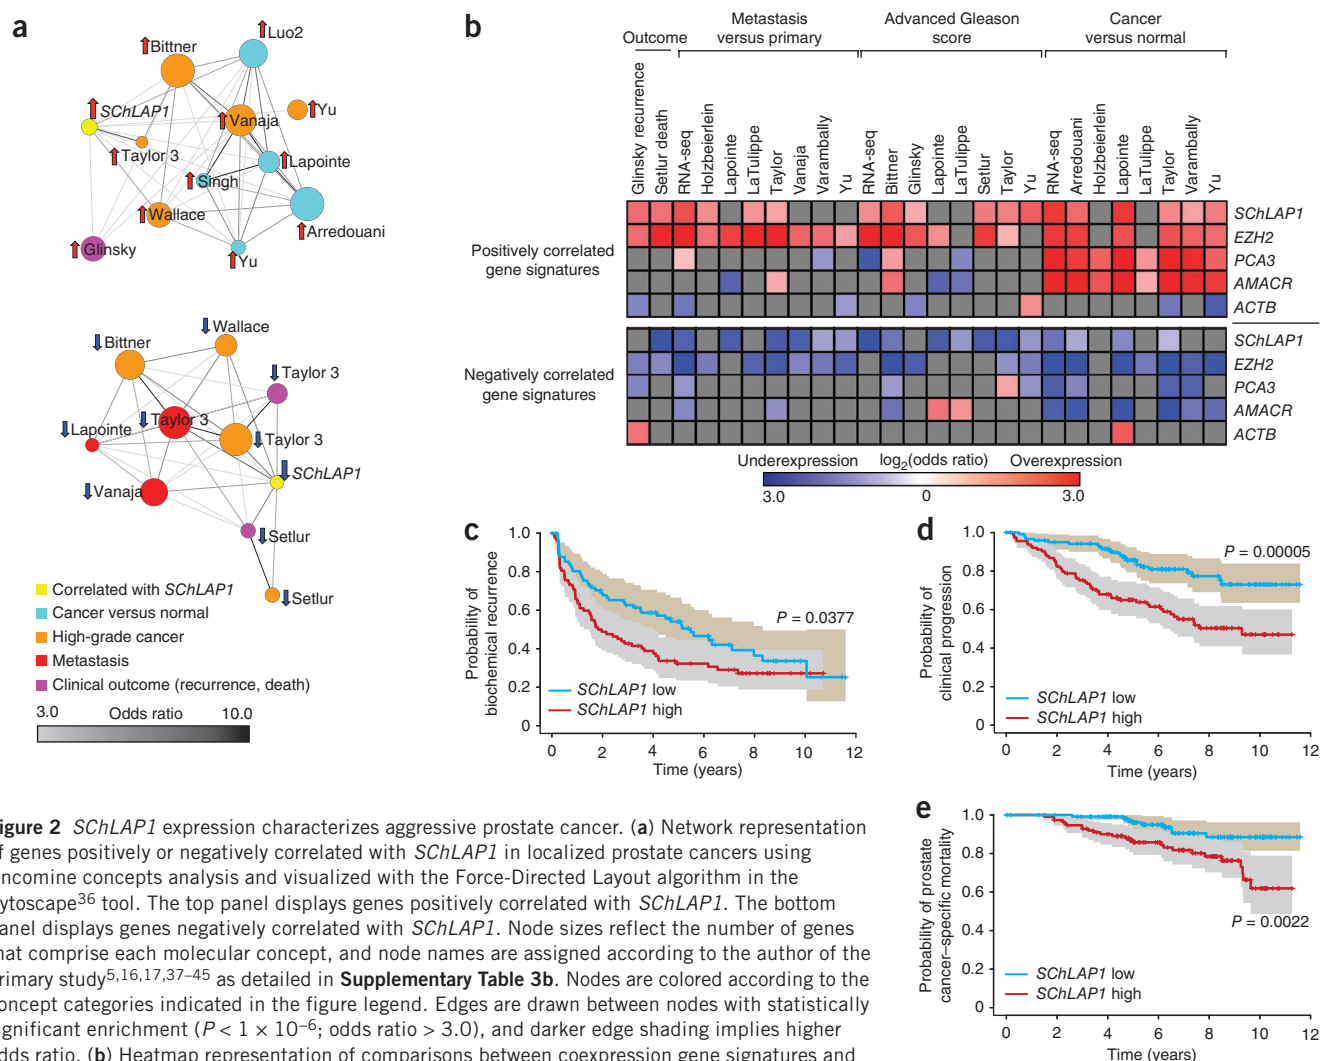 a
Luo2
Bittner
SChLAP1
Yu
Vanaja
Taylor 3
Lapointe
Singh
Wallace
Arredouani
Glinsky
Yu
Wallace
Bittner
Taylor 3
Taylor 3
Lapointe
Taylor 3
SChLAP1
Vanaja
Setlur
Setlur
Correlated with SChLAP1
Cancer versus normal
High-grade cancer
Metastasis
Clinical outcome (recurrence, death)
3.0 Odds ratio 10.0
b
Outcome
Metastasis
versus primary
Advanced Gleason
score
Cancer
versus normal
Glinsky recurrence
Setlur death
RNA-seq
Holzbeierlein
Lapointe
LaTulippe
Taylor
Vanaja
Varambally
Yu
RNA-seq
Bittner
Glinsky
Lapointe
LaTulippe
Setlur
Taylor
Yu
RNA-seq
Arredouani
Holzbeierlein
Lapointe
LaTulippe
Taylor
Varambally
Yu
Positively correlated
gene signatures
SChLAP1
EZH2
PCA3
AMACR
ACTB
Negatively correlated
gene signatures
SChLAP1
EZH2
PCA3
AMACR
ACTB
Underexpression log2(odds ratio) Overexpression
3.0 0 3.0
c
Probability of
biochemical recurrence
1.0
0.8
0.6
0.4
0.2
0
P = 0.0377
SChLAP1 low
SChLAP1 high
0 2 4 6 8 10 12
Time (years)
d
Probability of
clinical progression
1.0
0.8
0.6
0.4
0.2
0
P = 0.00005
SChLAP1 low
SChLAP1 high
0 2 4 6 8 10 12
Time (years)
e
Probability of prostate
cancer–specific mortality
1.0
0.8
0.6
0.4
0.2
0
P = 0.0022
SChLAP1 low
SChLAP1 high
0 2 4 6 8 10 12
Time (years)
igure 2 SChLAP1 expression characterizes aggressive prostate cancer. (a) Network representation
f genes positively or negatively correlated with SChLAP1 in localized prostate cancers using
ncomine concepts analysis and visualized with the Force-Directed Layout algorithm in the
ytoscape36 tool. The top panel displays genes positively correlated with SChLAP1. The bottom
anel displays genes negatively correlated with SChLAP1. Node sizes reflect the number of genes
hat comprise each molecular concept, and node names are assigned according to the author of the
rimary study5,16,17,37–45 as detailed in Supplementary Table 3b. Nodes are colored according to the
oncept categories indicated in the figure legend. Edges are drawn between nodes with statistically
ignificant enrichment (P < 1 × 10−6; odds ratio > 3.0), and darker edge shading implies higher
dds ratio. (b) Heatmap representation of comparisons between coexpression gene signatures and